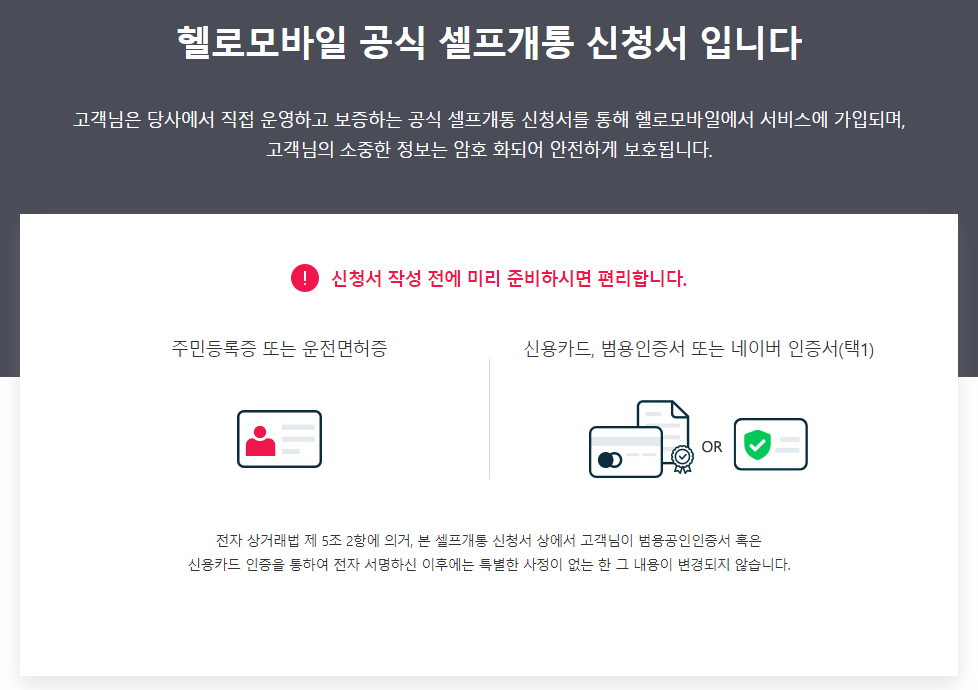 헬로모바일 공식 셀프개통 신청서 입니다
고객님은 당사에서 직접 운영하고 보증하는 공식 셀프개통 신청서를 통해 헬로모바일에서 서비스에 가입되며,
고객님의 소중한 정보는 암호 화되어 안전하게 보호됩니다.
! 신청서 작성 전에 미리 준비하시면 편리합니다.
주민등록증 또는 운전면허증
신용카드, 범용인증서 또는 네이버 인증서(택1)
OR
전자 상거래법 제 5조 2항에 의거, 본 셀프개통 신청서 상에서 고객님이 범용공인인증서 혹은
신용카드 인증을 통하여 전자 서명하신 이후에는 특별한 사정이 없는 한 그 내용이 변경되지 않습니다.